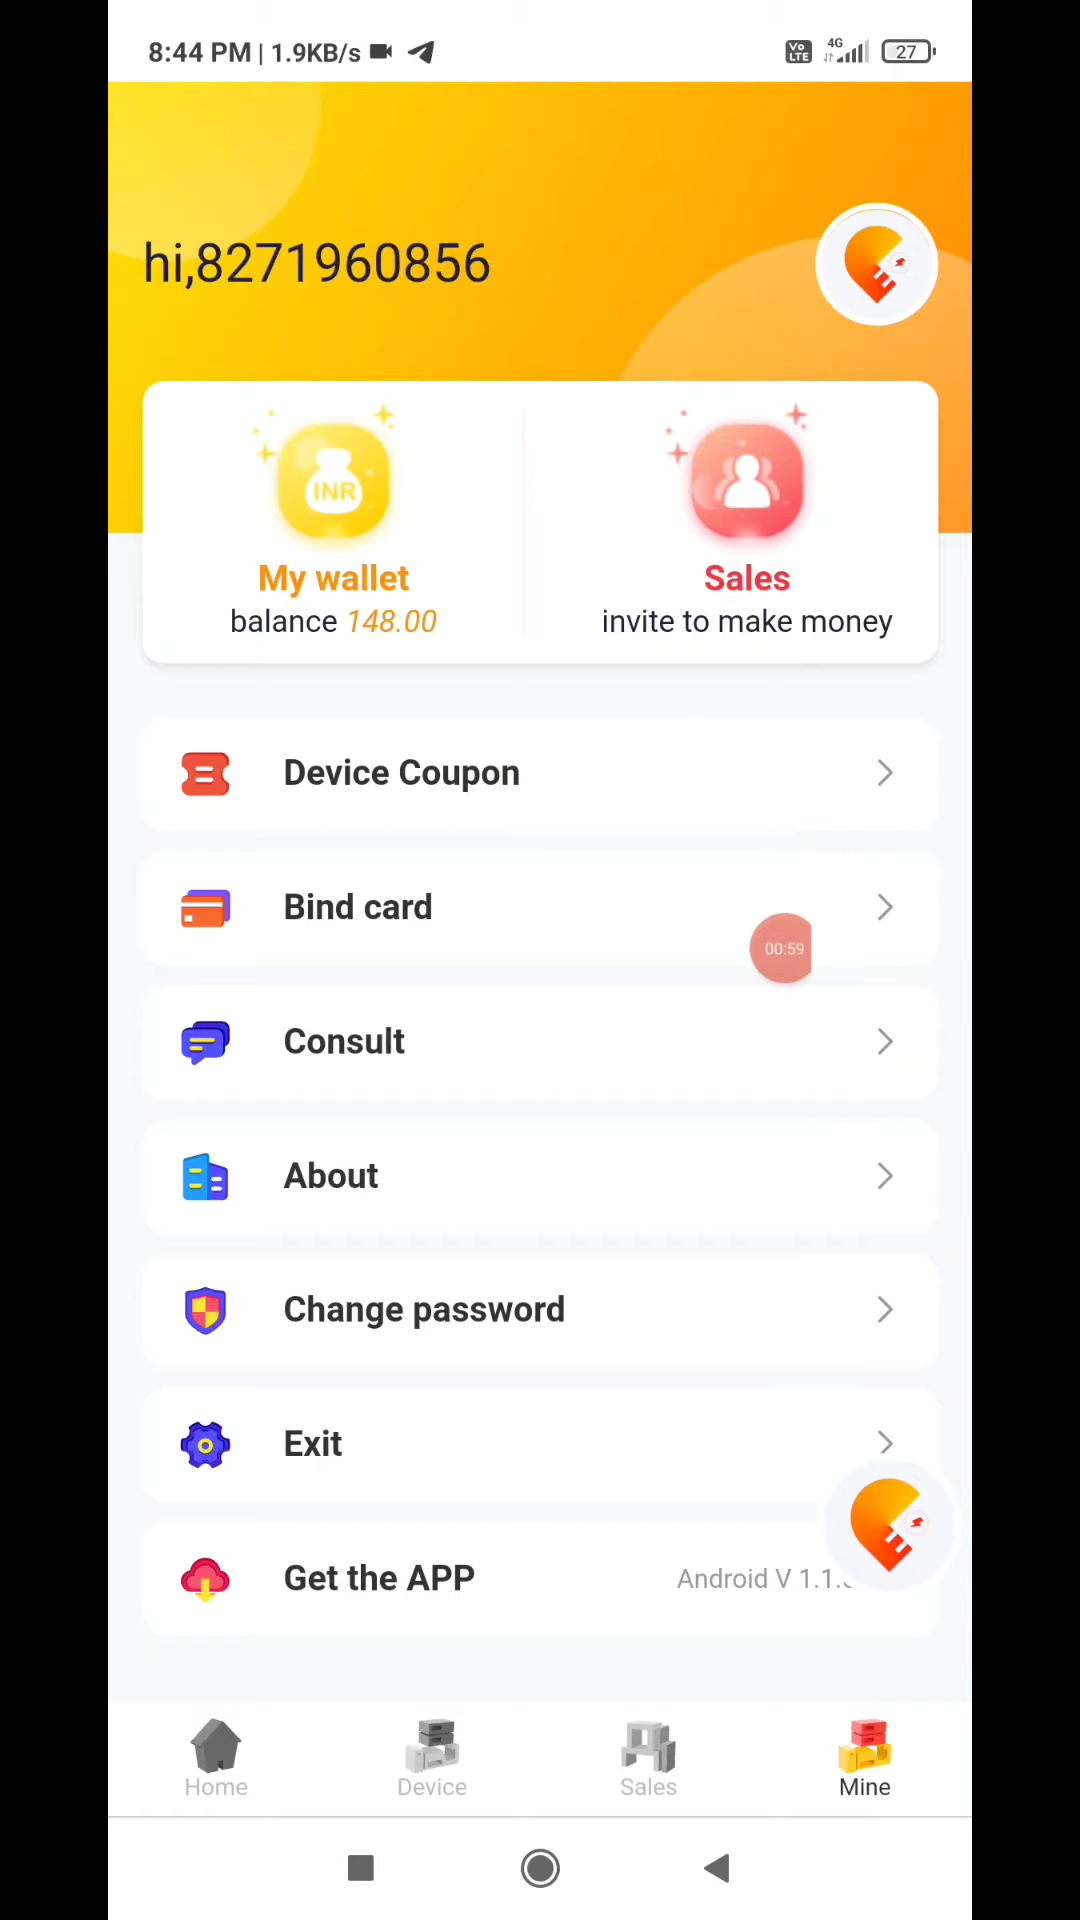 8:44 PM | 1.9KB/s
Vo LTE 4G 27
hi,8271960856
INR
My wallet
balance 148.00
Sales
invite to make money
Device Coupon
Bind card
00:59
Consult
About
Change password
Exit
Get the APP
Android V 1.1.
Home
Device
Sales
Mine